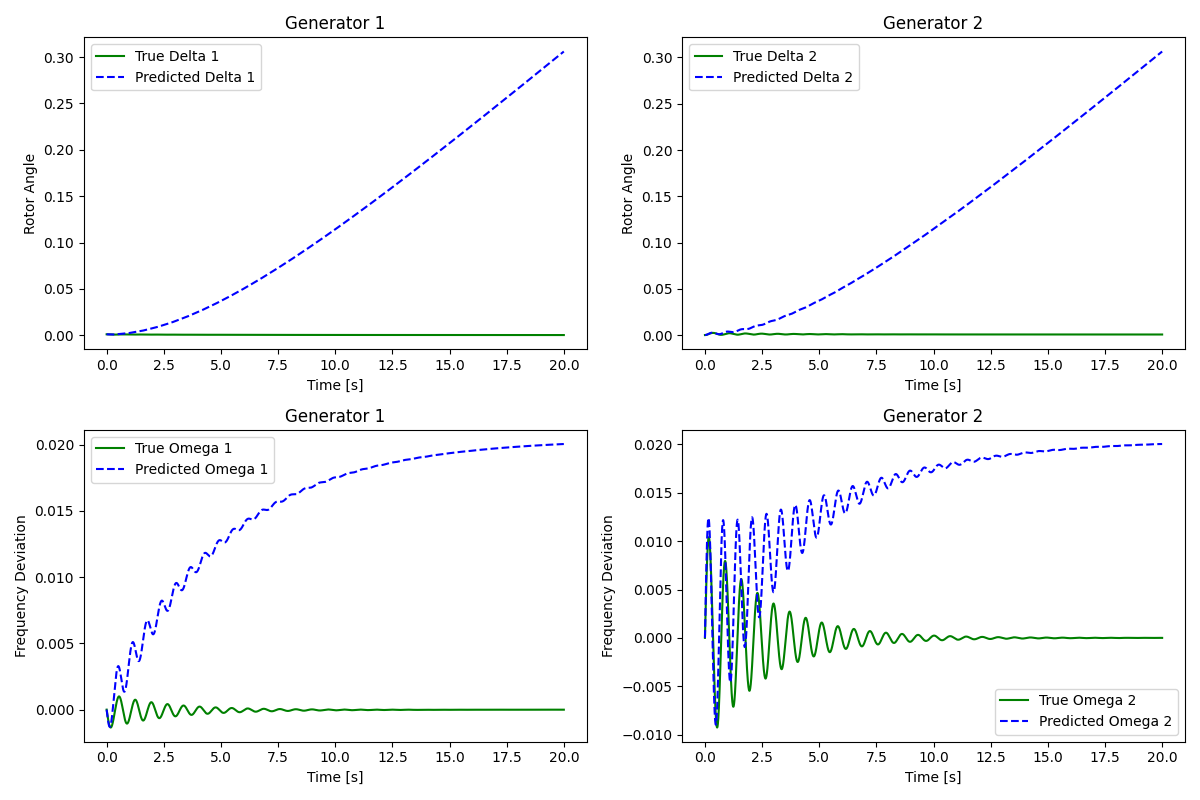 Generator 1
True Delta 1
Predicted Delta 1
Rotor Angle
0.30
0.25
0.20
0.15
0.10
0.05
0.00
0.0 2.5 5.0 7.5 10.0 12.5 15.0 17.5 20.0
Time [s]
Generator 2
True Delta 2
Predicted Delta 2
Rotor Angle
0.30
0.25
0.20
0.15
0.10
0.05
0.00
0.0 2.5 5.0 7.5 10.0 12.5 15.0 17.5 20.0
Time [s]
Generator 1
True Omega 1
Predicted Omega 1
Frequency Deviation
0.020
0.015
0.010
0.005
0.000
0.0 2.5 5.0 7.5 10.0 12.5 15.0 17.5 20.0
Time [s]
Generator 2
Frequency Deviation
0.020
0.015
0.010
0.005
0.000
−0.005
−0.010
True Omega 2
Predicted Omega 2
0.0 2.5 5.0 7.5 10.0 12.5 15.0 17.5 20.0
Time [s]